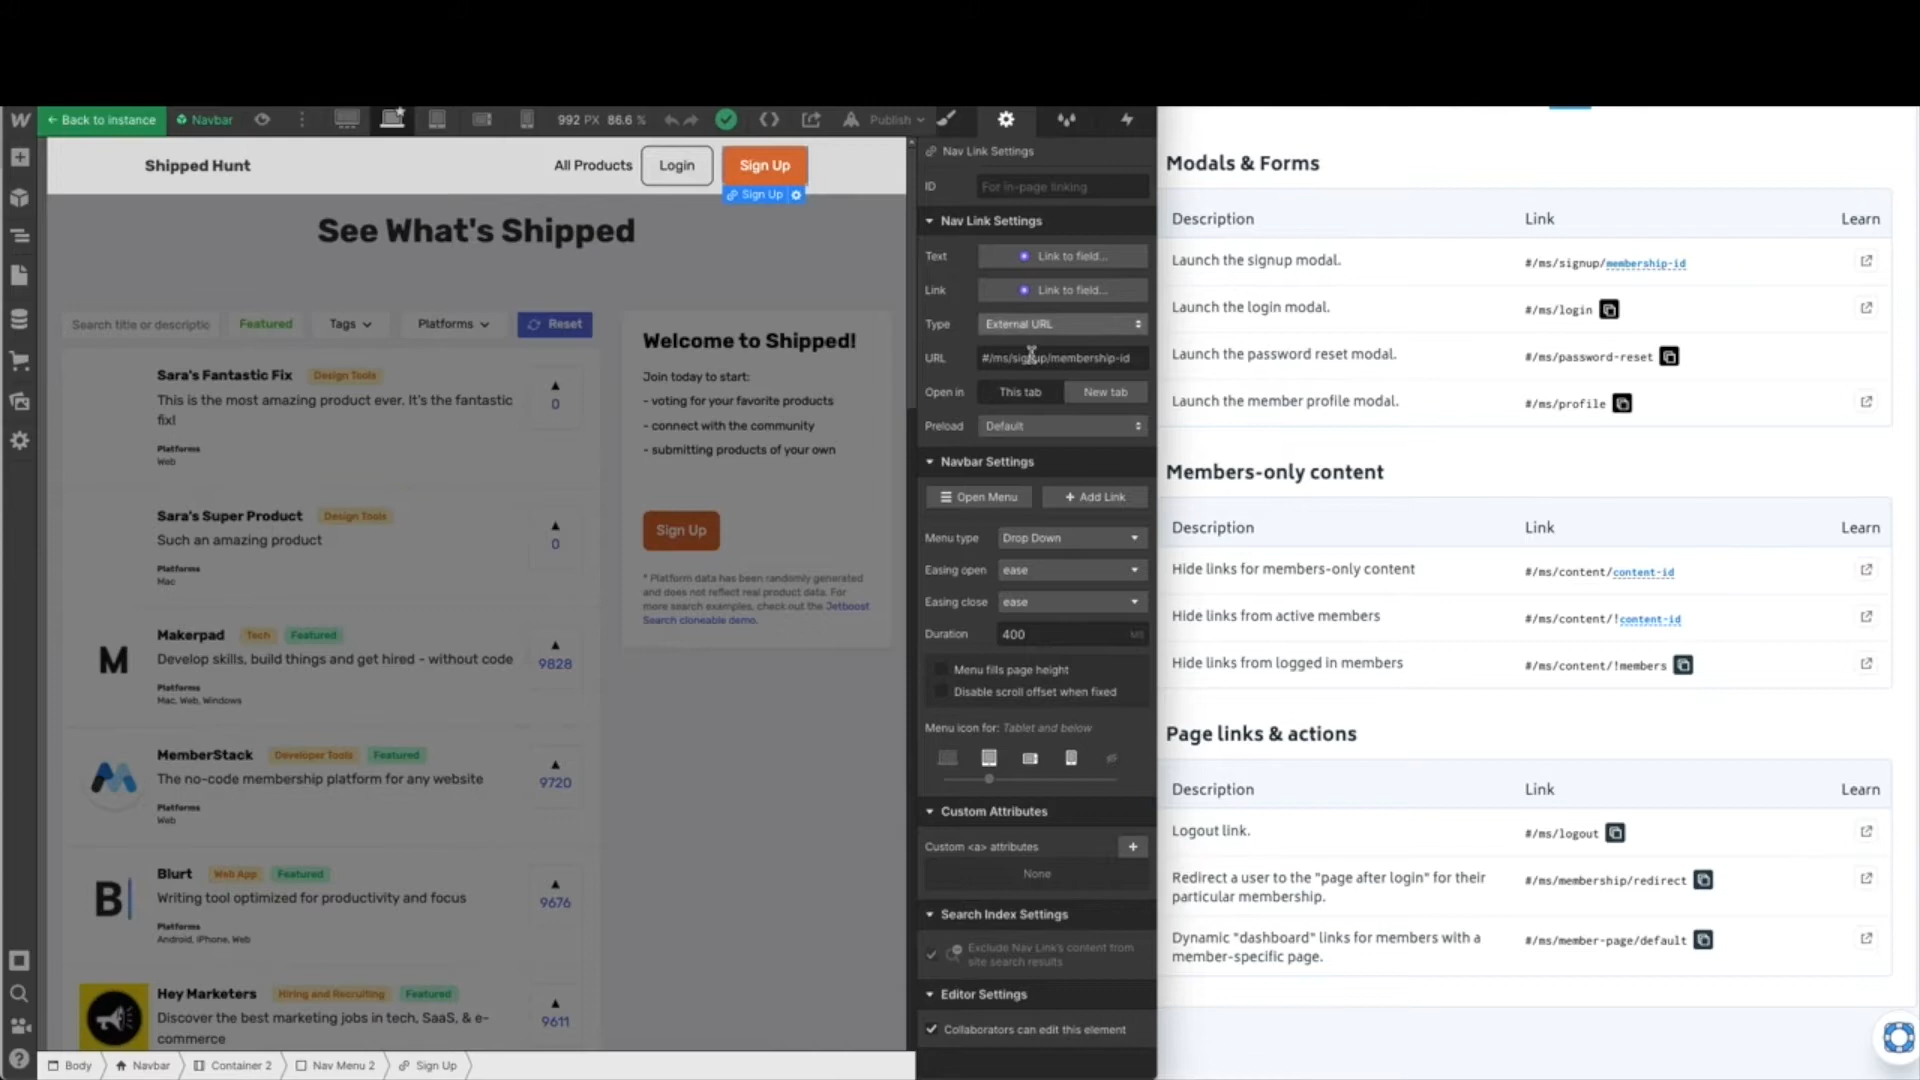 Back to instance
Navbar
992 PX 86.6 %
Publish
Shipped Hunt
All Products
Login
Sign Up
Sign Up
See What's Shipped
Search title or descriptio
Featured
Tags
Platforms
Reset
Sara's Fantastic Fix
Design Tools
This is the most amazing product ever. It's the fantastic
fix!
Platforms
Web
0
Sara's Super Product
Design Tools
Such an amazing product
Platforms
Mac
0
M
Makerpad
Tech
Featured
Develop skills, build things and get hired - without code
Platforms
Mac, Web, Windows
9828
MemberStack
Developer Tools
Featured
The no-code membership platform for any website
Platforms
Web
9720
B
Blurt
Web App
Featured
Writing tool optimized for productivity and focus
Platforms
Android, iPhone, Web
9676
Hey Marketers
Hiring and Recruiting
Featured
Discover the best marketing jobs in tech, SaaS, & e-
commerce
9611
Welcome to Shipped!
Join today to start:
- voting for your favorite products
- connect with the community
- submitting products of your own
Sign Up
* Platform data has been randomly generated
and does not reflect real product data. For
more search examples, check out the Jetboost
Search cloneable demo.
Body
Navbar
Container 2
Nav Menu 2
Sign Up
Nav Link Settings
ID
For in-page linking
Nav Link Settings
Text
Link to field...
Link
Link to field...
Type
External URL
URL
#/ms/signup/membership-id
Open in
This tab
New tab
Preload
Default
Navbar Settings
Open Menu
+ Add Link
Menu type
Drop Down
Easing open
ease
Easing close
ease
Duration
400
MS
Menu fills page height
Disable scroll offset when fixed
Menu icon for: Tablet and below
Custom Attributes
Custom <a> attributes
+
None
Search Index Settings
Exclude Nav Link's content from
site search results
Editor Settings
Collaborators can edit this element
Modals & Forms
Description
Link
Learn
Launch the signup modal.
#/ms/signup/membership-id
Launch the login modal.
#/ms/login
Launch the password reset modal.
#/ms/password-reset
Launch the member profile modal.
#/ms/profile
Members-only content
Description
Link
Learn
Hide links for members-only content
#/ms/content/content-id
Hide links from active members
#/ms/content/!content-id
Hide links from logged in members
#/ms/content/!members
Page links & actions
Description
Link
Learn
Logout link.
#/ms/logout
Redirect a user to the "page after login" for their
particular membership.
#/ms/membership/redirect
Dynamic "dashboard" links for members with a
member-specific page.
#/ms/member-page/default